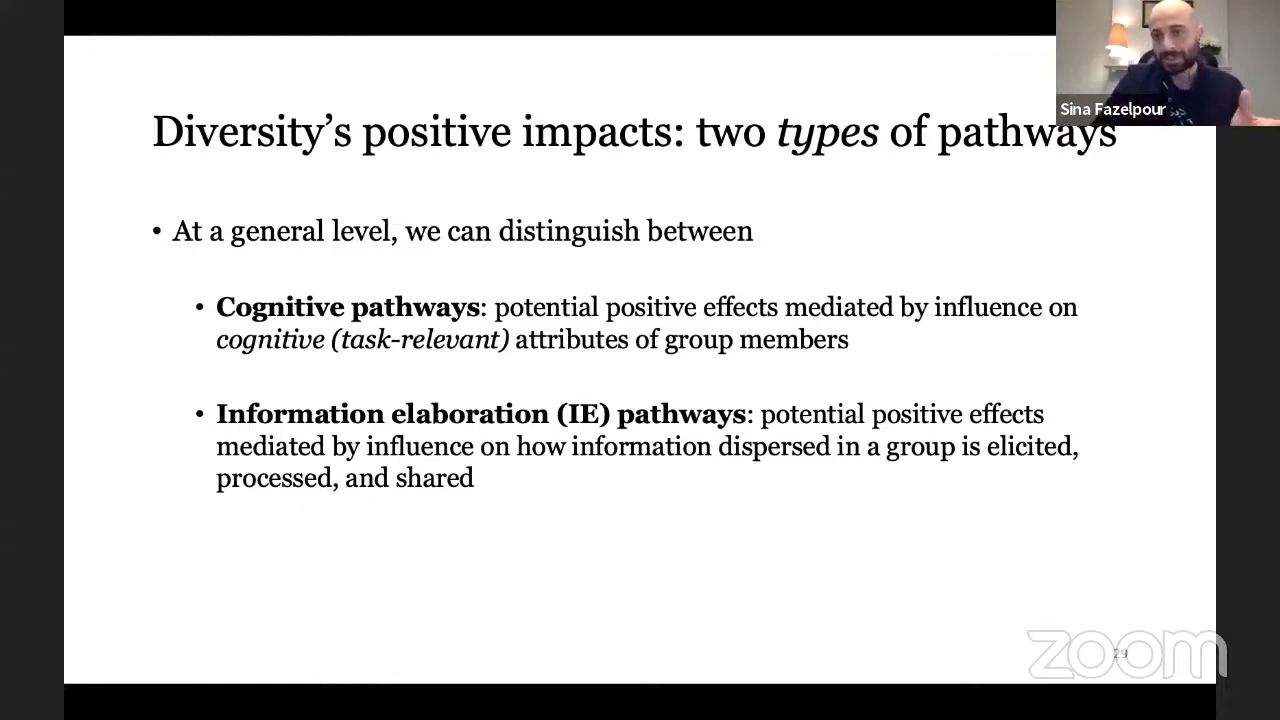 Sina Fazelpour
Diversity’s positive impacts: two types of pathways
• At a general level, we can distinguish between
• Cognitive pathways: potential positive effects mediated by influence on
cognitive (task-relevant) attributes of group members
• Information elaboration (IE) pathways: potential positive effects
mediated by influence on how information dispersed in a group is elicited,
processed, and shared
zoom
29